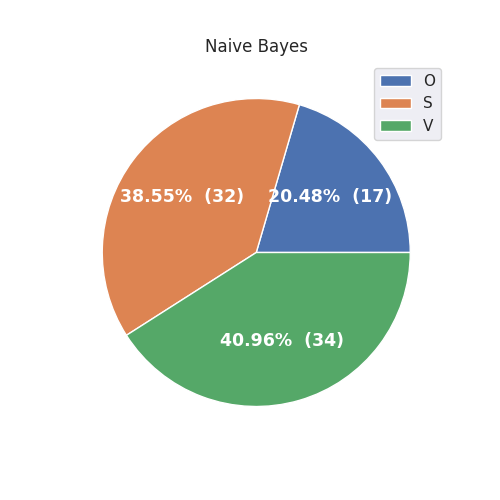 Naive Bayes
O
S
V
38.55%  (32)
20.48%  (17)
40.96%  (34)